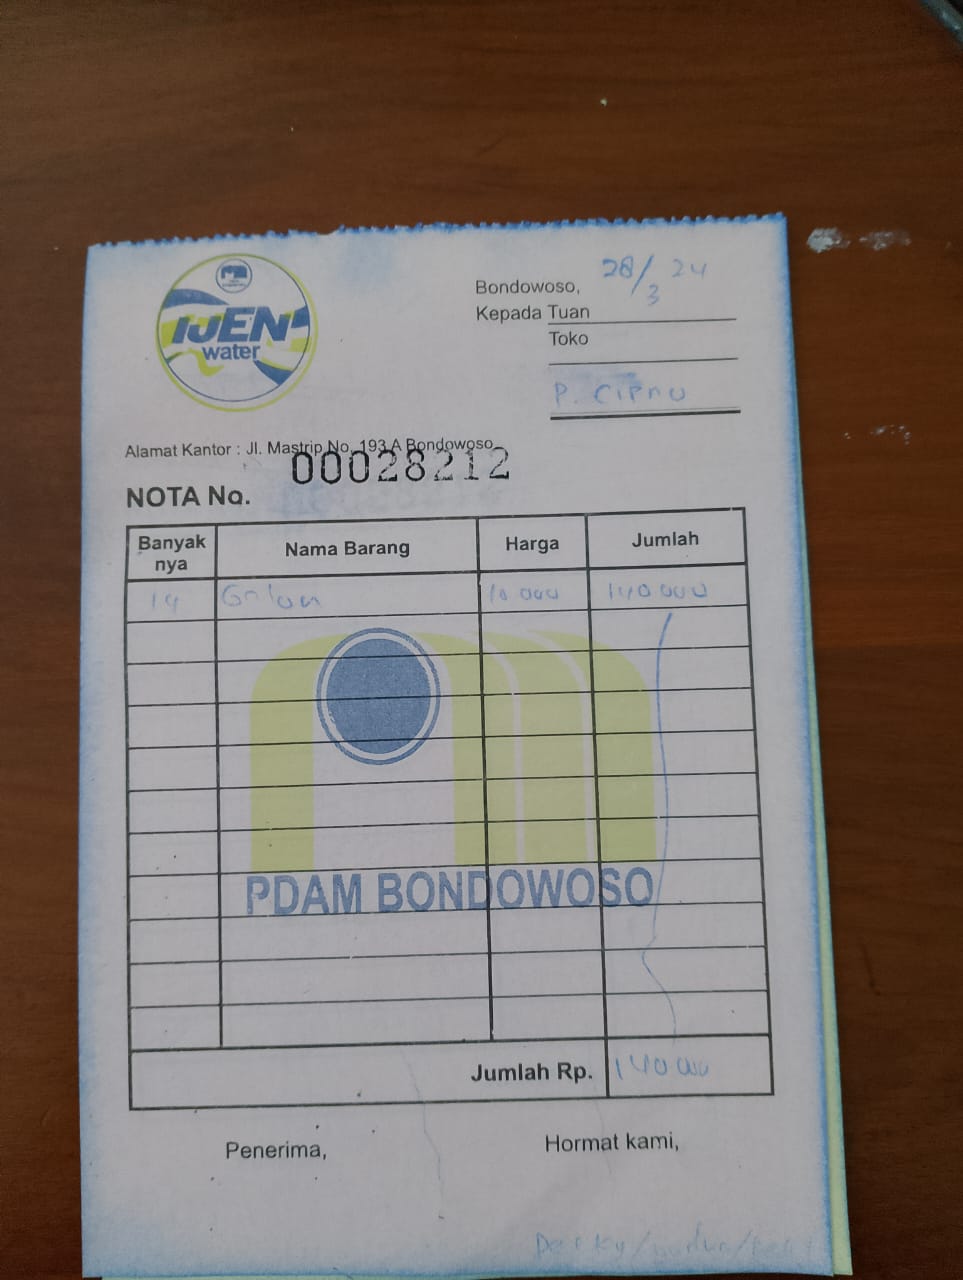 IJEN
water
Bondowoso, 28/3 24
Kepada Tuan
Toko
P. Cipno
Alamat Kantor : Jl. Mastrip No. 193 A Bondowoso
00028212
NOTA No.
Banyak nya Nama Barang Harga Jumlah
14 Galon 10 000 140 000
PDAM BONDOWOSO
Jumlah Rp. 140 000
Penerima, Hormat kami,